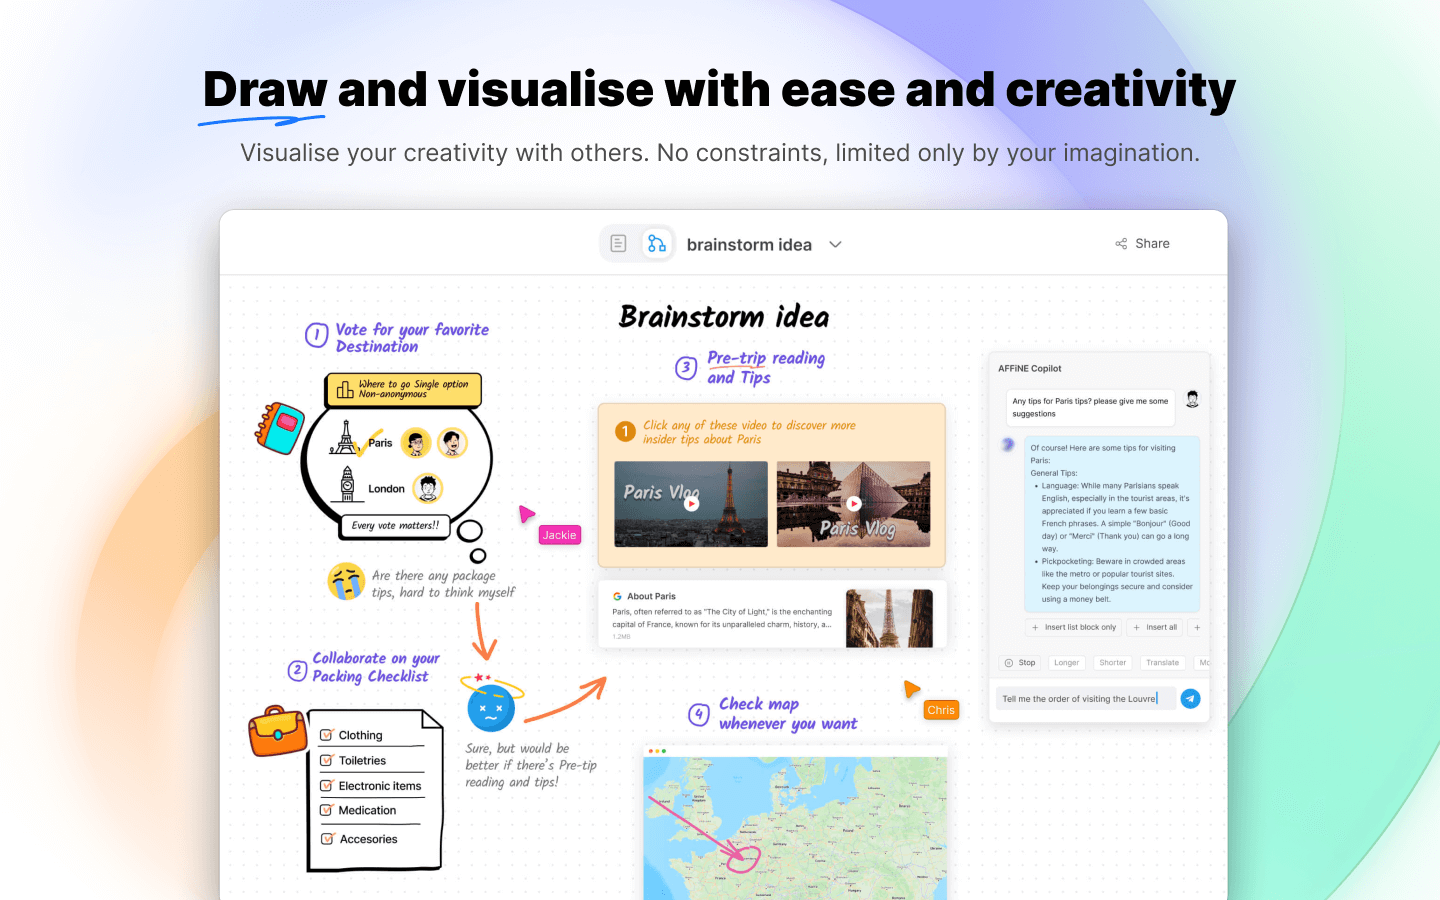 Draw and visualise with ease and creativity
Visualise your creativity with others. No constraints, limited only by your imagination.
brainstorm idea
Share
Brainstorm idea
1
Vote for your favorite
Destination
Where to go Single option
Non-anonymous
Paris
London
Every vote matters!!
Jackie
Are there any package
tips, hard to think myself
2
Collaborate on your
Packing Checklist
Clothing
Toiletries
Electronic items
Medication
Accesories
Sure, but would be
better if there's Pre-tip
reading and tips!
3
Pre-trip reading
and Tips
1
Click any of these video to discover more
insider tips about Paris
Paris Vlog
Paris Vlog
About Paris
Paris, often referred to as "The City of Light," is the enchanting
capital of France, known for its unparalleled charm, history, a...
1.2MB
4
Check map
whenever you want
Chris
AFFiNE Copilot
Any tips for Paris tips? please give me some
suggestions
Of course! Here are some tips for visiting
Paris:
General Tips:
• Language: While many Parisians speak
English, especially in the tourist areas, it's
appreciated if you learn a few basic
French phrases. A simple "Bonjour" (Good
day) or "Merci" (Thank you) can go a long
way.
• Pickpocketing: Beware in crowded areas
like the metro or popular tourist sites.
Keep your belongings secure and consider
using a money belt.
+ Insert list block only
+ Insert all
+
Stop
Longer
Shorter
Translate
Mo
Tell me the order of visiting the Louvre